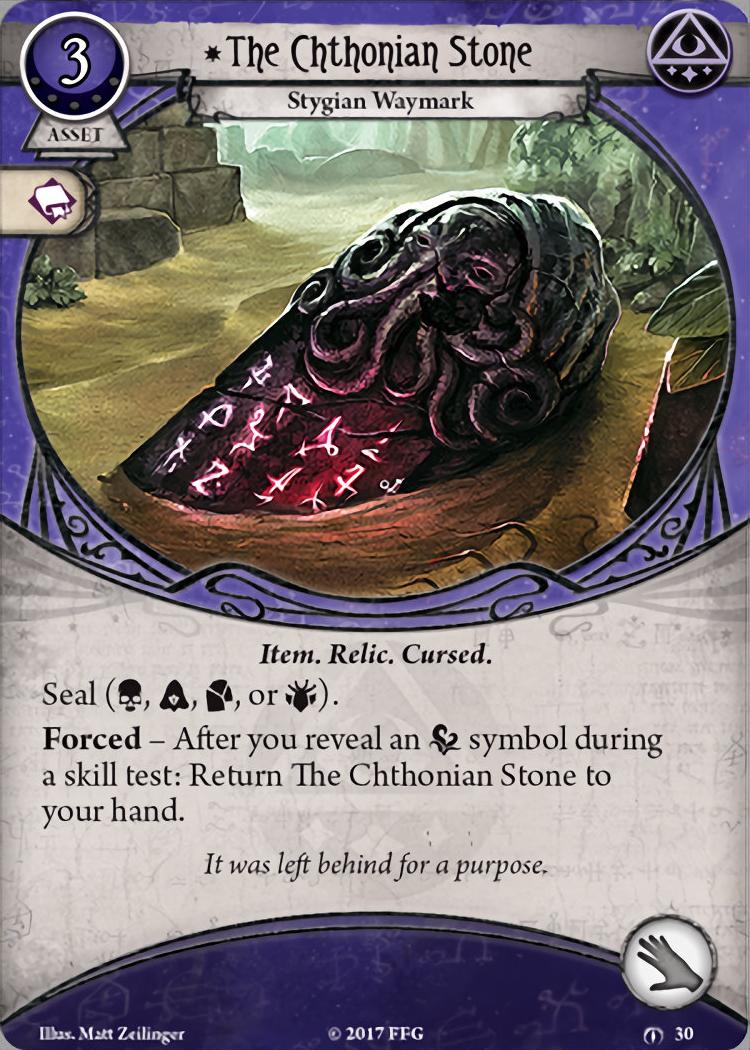 3
The Chthonian Stone
Stygian Waymark
ASSET
Item. Relic. Cursed.
Seal ( , , , or ).
Forced – After you reveal an symbol during
a skill test: Return The Chthonian Stone to
your hand.
It was left behind for a purpose.
Illus. Matt Zeilinger
© 2017 FFG
30